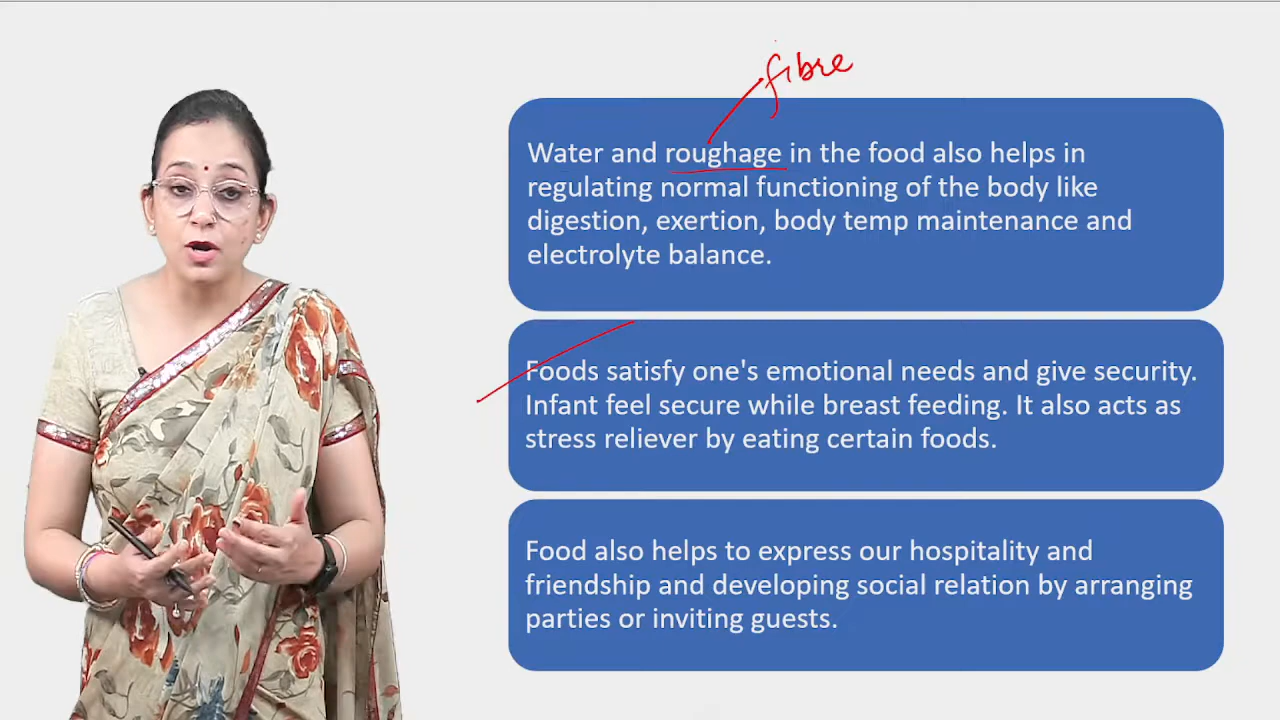 fibre
Water and roughage in the food also helps in
regulating normal functioning of the body like
digestion, exertion, body temp maintenance and
electrolyte balance.
Foods satisfy one's emotional needs and give security.
Infant feel secure while breast feeding. It also acts as
stress reliever by eating certain foods.
Food also helps to express our hospitality and
friendship and developing social relation by arranging
parties or inviting guests.